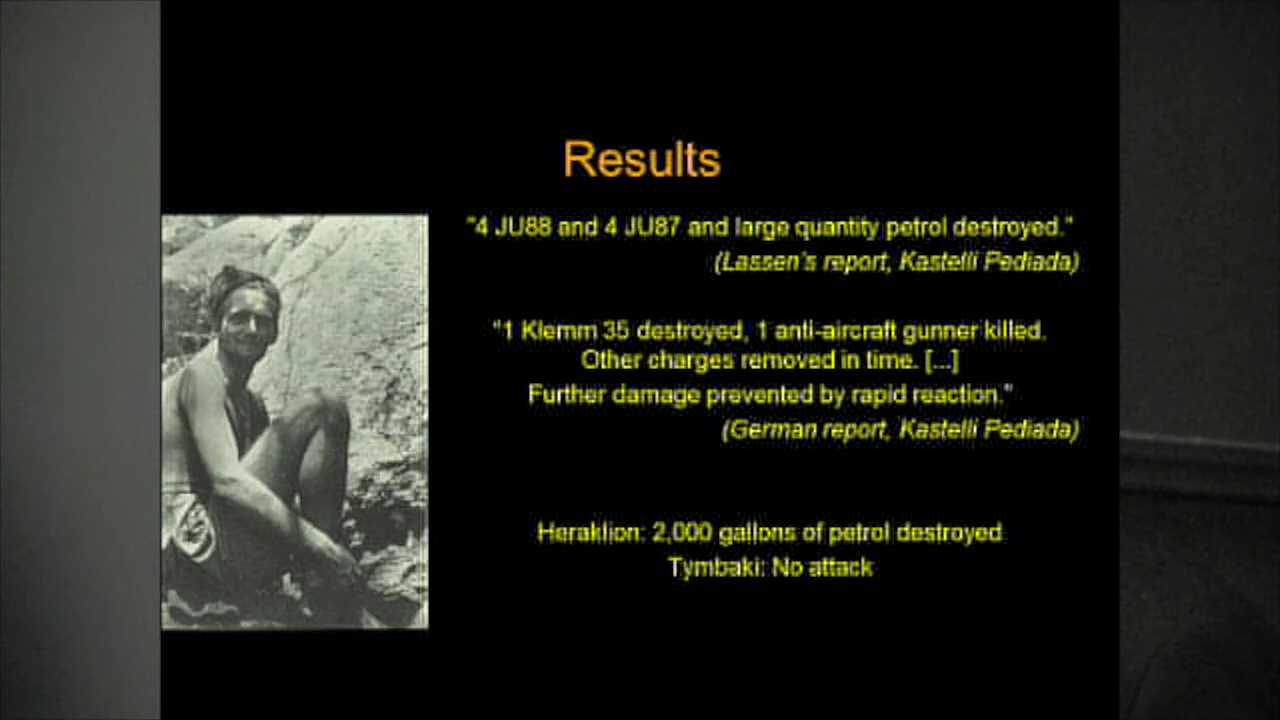 Results
"4 JU88 and 4 JU87 and large quantity petrol destroyed."
(Lassen's report, Kastelli Pediada)
"1 Klemm 35 destroyed, 1 anti-aircraft gunner killed.
Other charges removed in time. [...]
Further damage prevented by rapid reaction."
(German report, Kastelli Pediada)
Heraklion: 2,000 gallons of petrol destroyed
Tymbaki: No attack